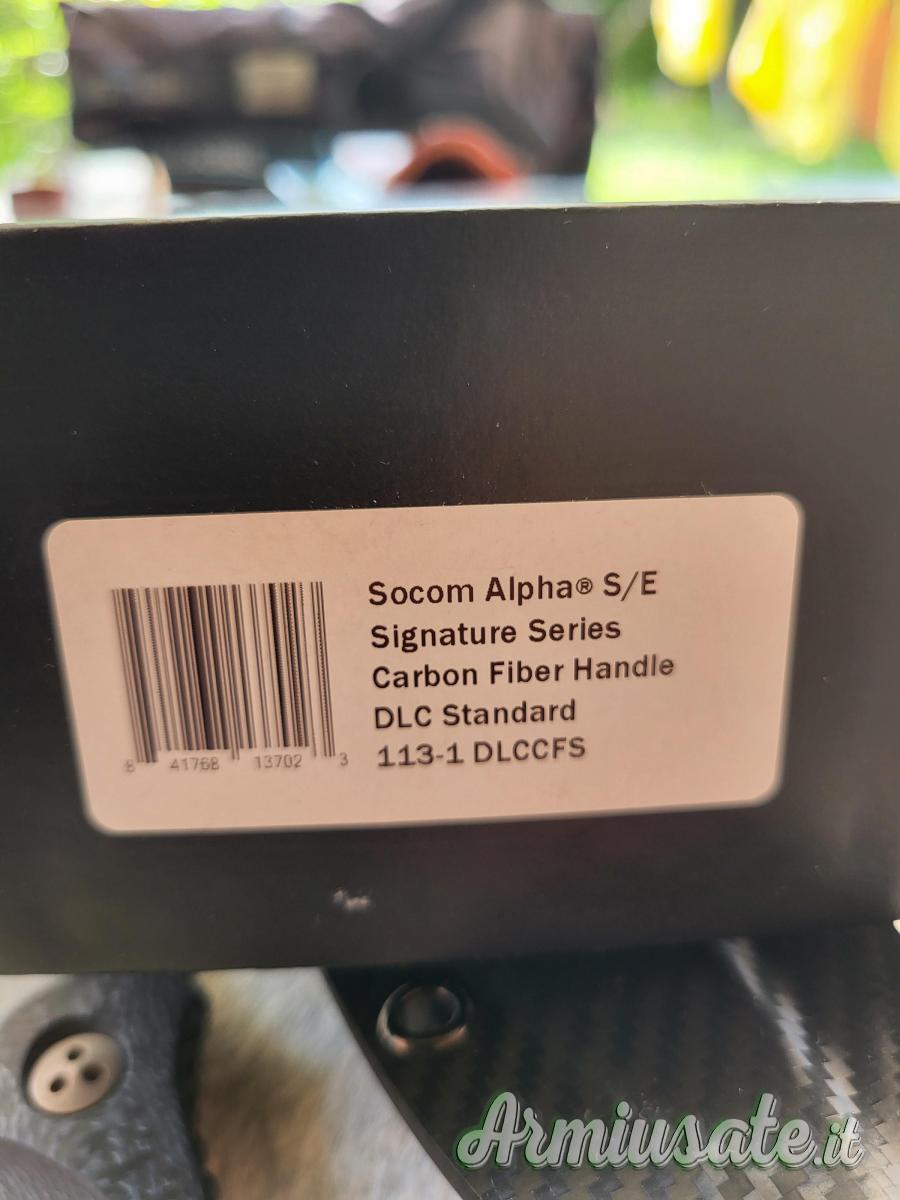 Socom Alpha® S/E
Signature Series
Carbon Fiber Handle
DLC Standard
113-1 DLCCFS
8 41768 13702 3
Armiusate.it